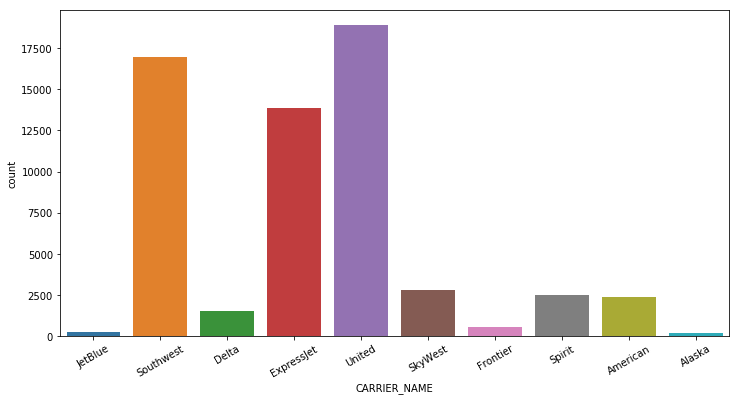 count
17500
15000
12500
10000
7500
5000
2500
0
JetBlue
Southwest
Delta
ExpressJet
United
SkyWest
Frontier
Spirit
American
Alaska
CARRIER_NAME